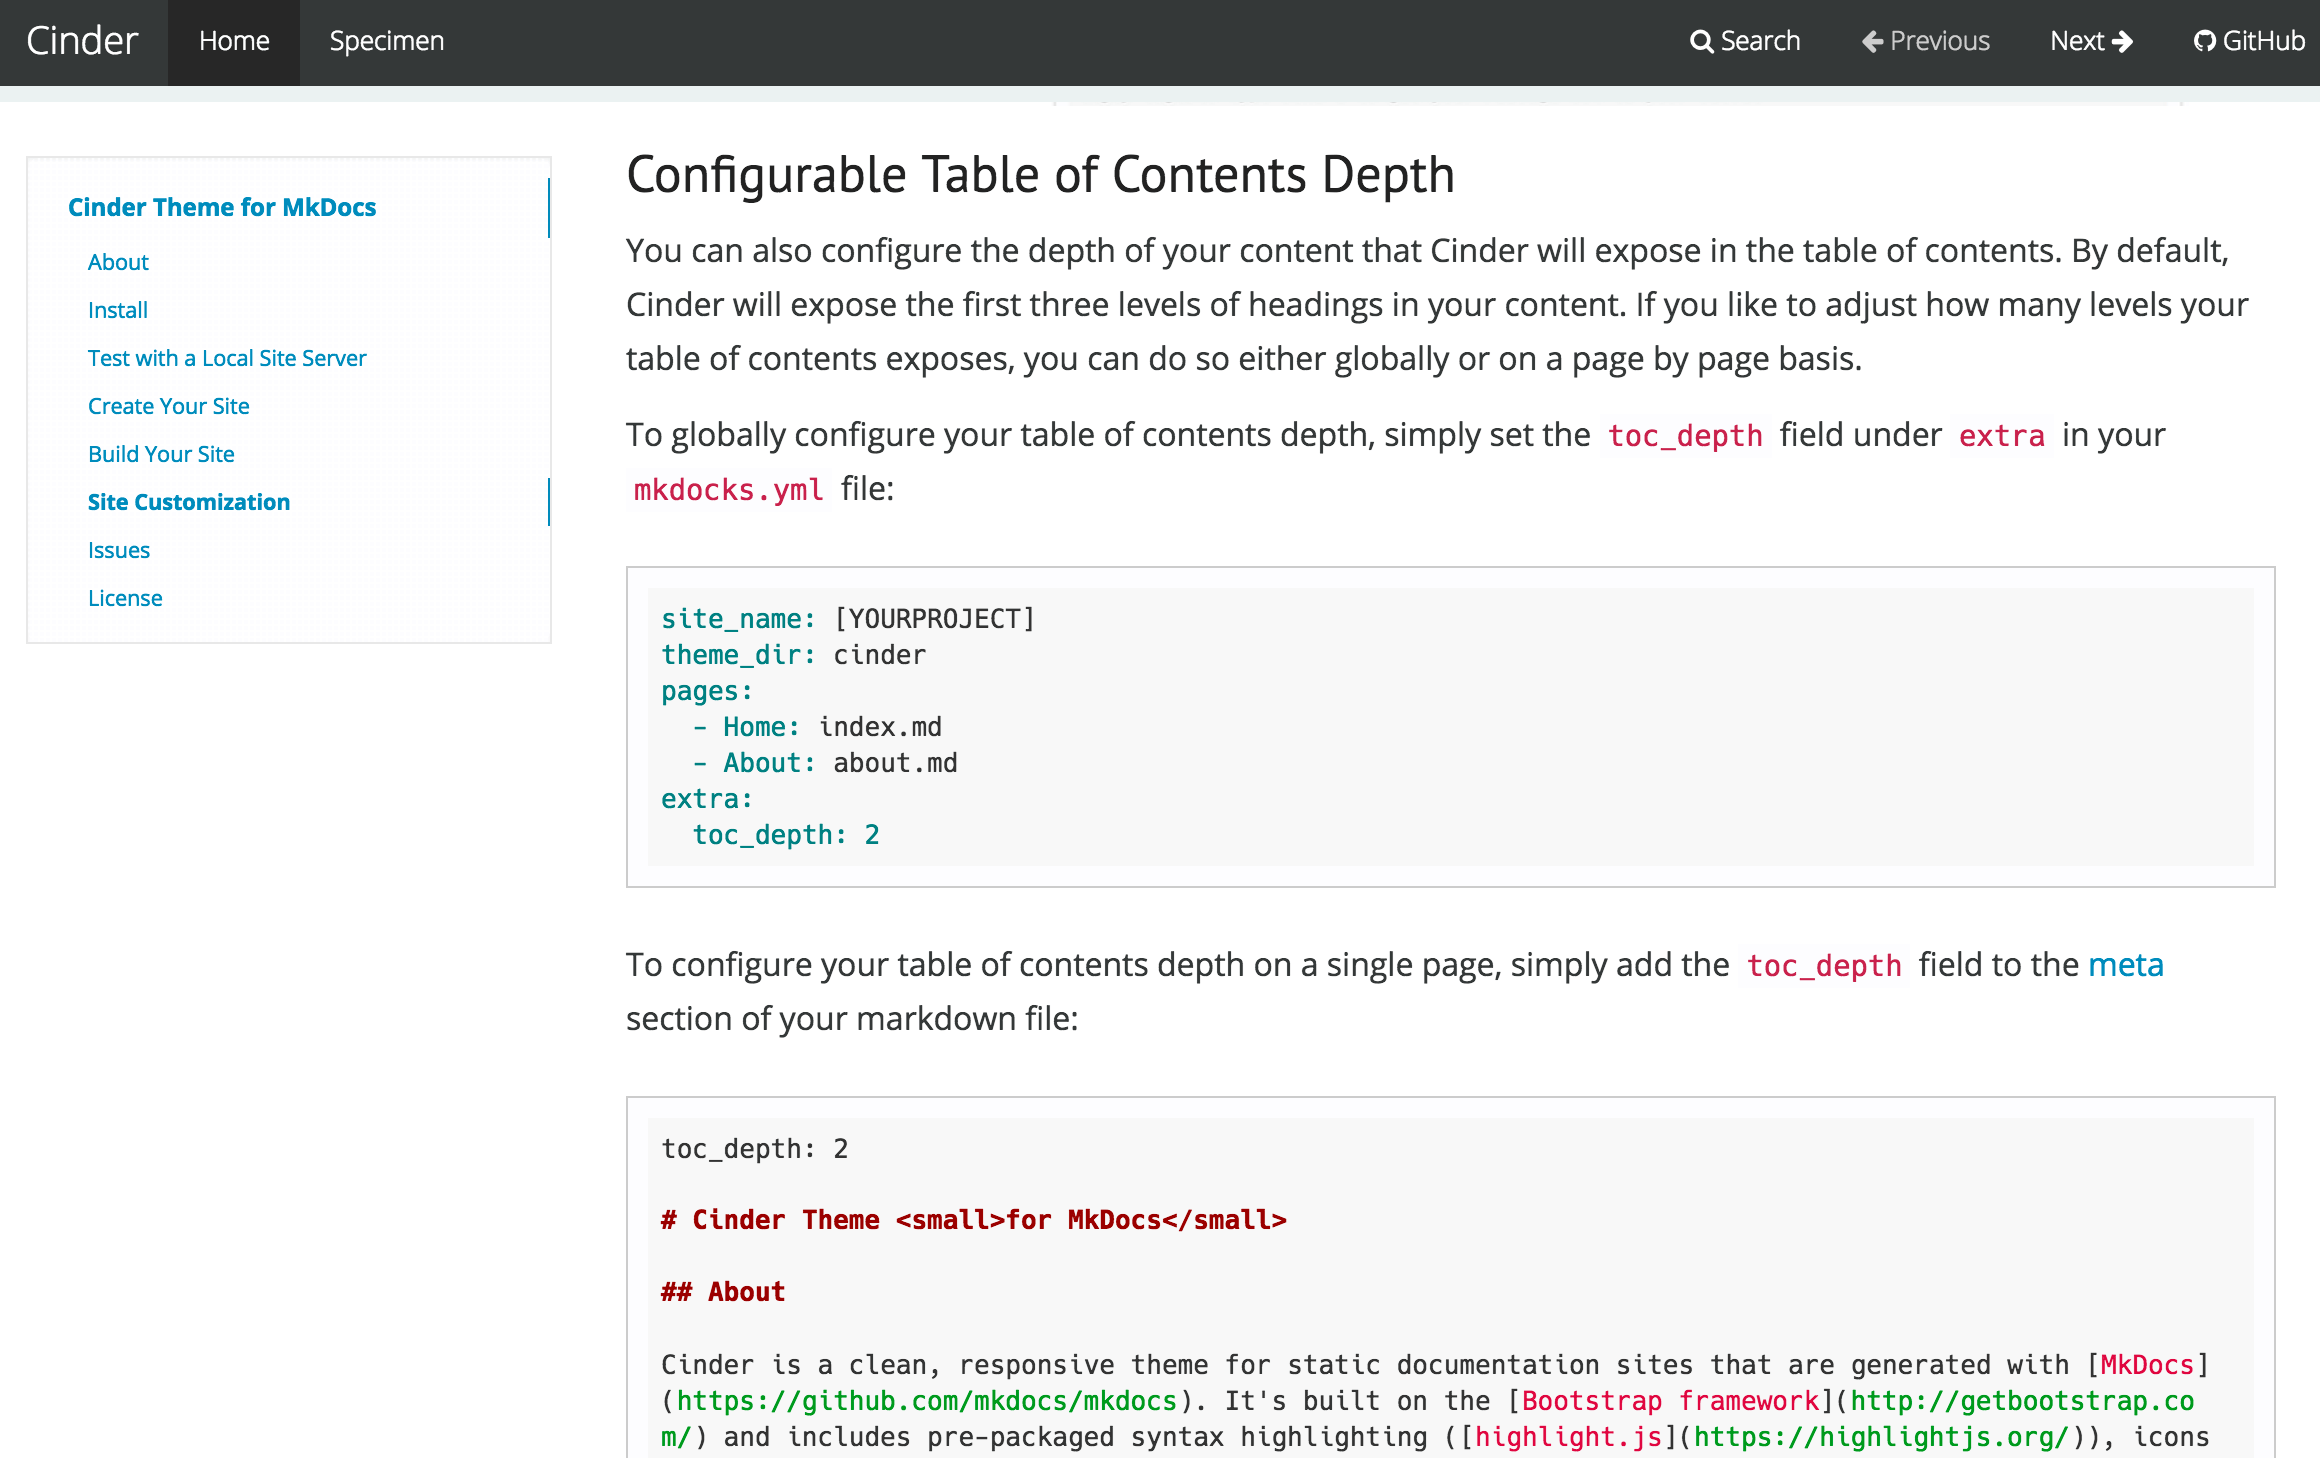 Cinder Home Specimen Search Previous Next GitHub
Cinder Theme for MkDocs
About
Install
Test with a Local Site Server
Create Your Site
Build Your Site
Site Customization
Issues
License
Configurable Table of Contents Depth
You can also configure the depth of your content that Cinder will expose in the table of contents. By default,
Cinder will expose the first three levels of headings in your content. If you like to adjust how many levels your
table of contents exposes, you can do so either globally or on a page by page basis.
To globally configure your table of contents depth, simply set the toc_depth field under extra in your
mkdocks.yml file:
site_name: [YOURPROJECT]
theme_dir: cinder
pages:
  - Home: index.md
  - About: about.md
extra:
  toc_depth: 2
To configure your table of contents depth on a single page, simply add the toc_depth field to the meta
section of your markdown file:
toc_depth: 2
# Cinder Theme <small>for MkDocs</small>
## About
Cinder is a clean, responsive theme for static documentation sites that are generated with [MkDocs]
(https://github.com/mkdocs/mkdocs). It's built on the [Bootstrap framework](http://getbootstrap.co
m/) and includes pre-packaged syntax highlighting ([highlight.js](https://highlightjs.org/)), icons